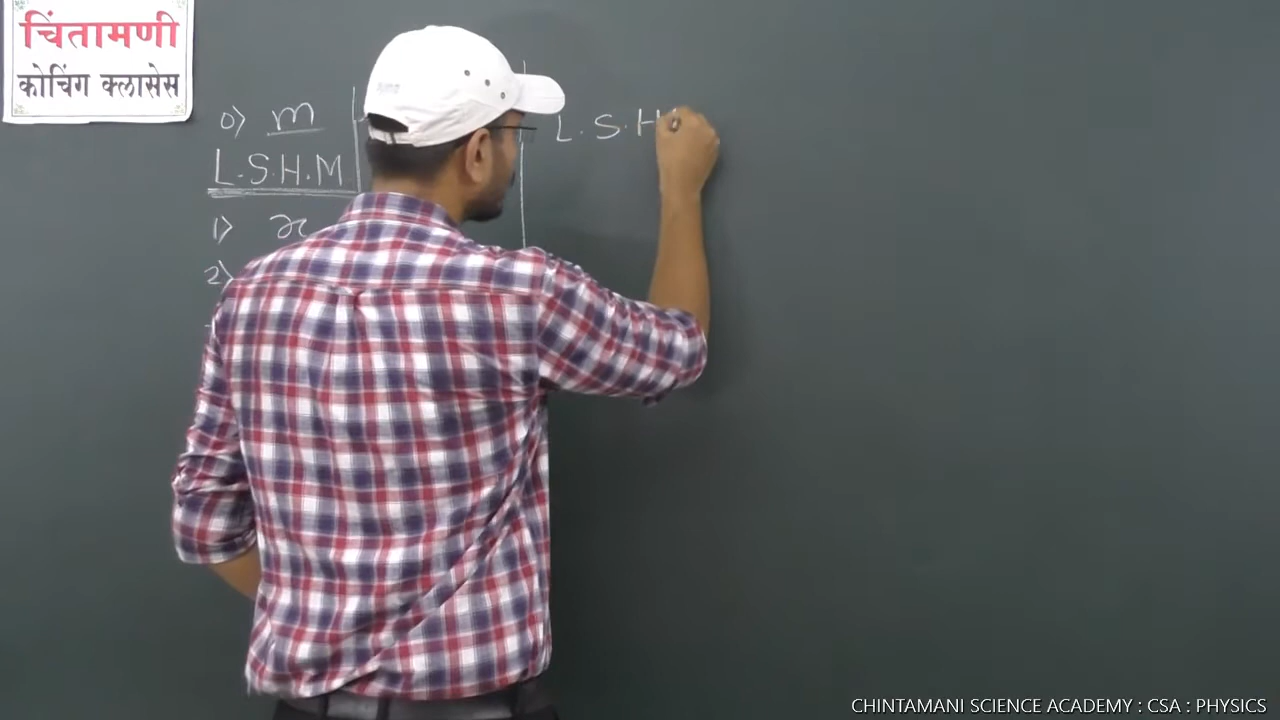 चिंतामणी
कोचिंग क्लासेस
0) m
L.S.H.M
1) x
2)
L.S.H
CHINTAMANI SCIENCE ACADEMY : CSA : PHYSICS